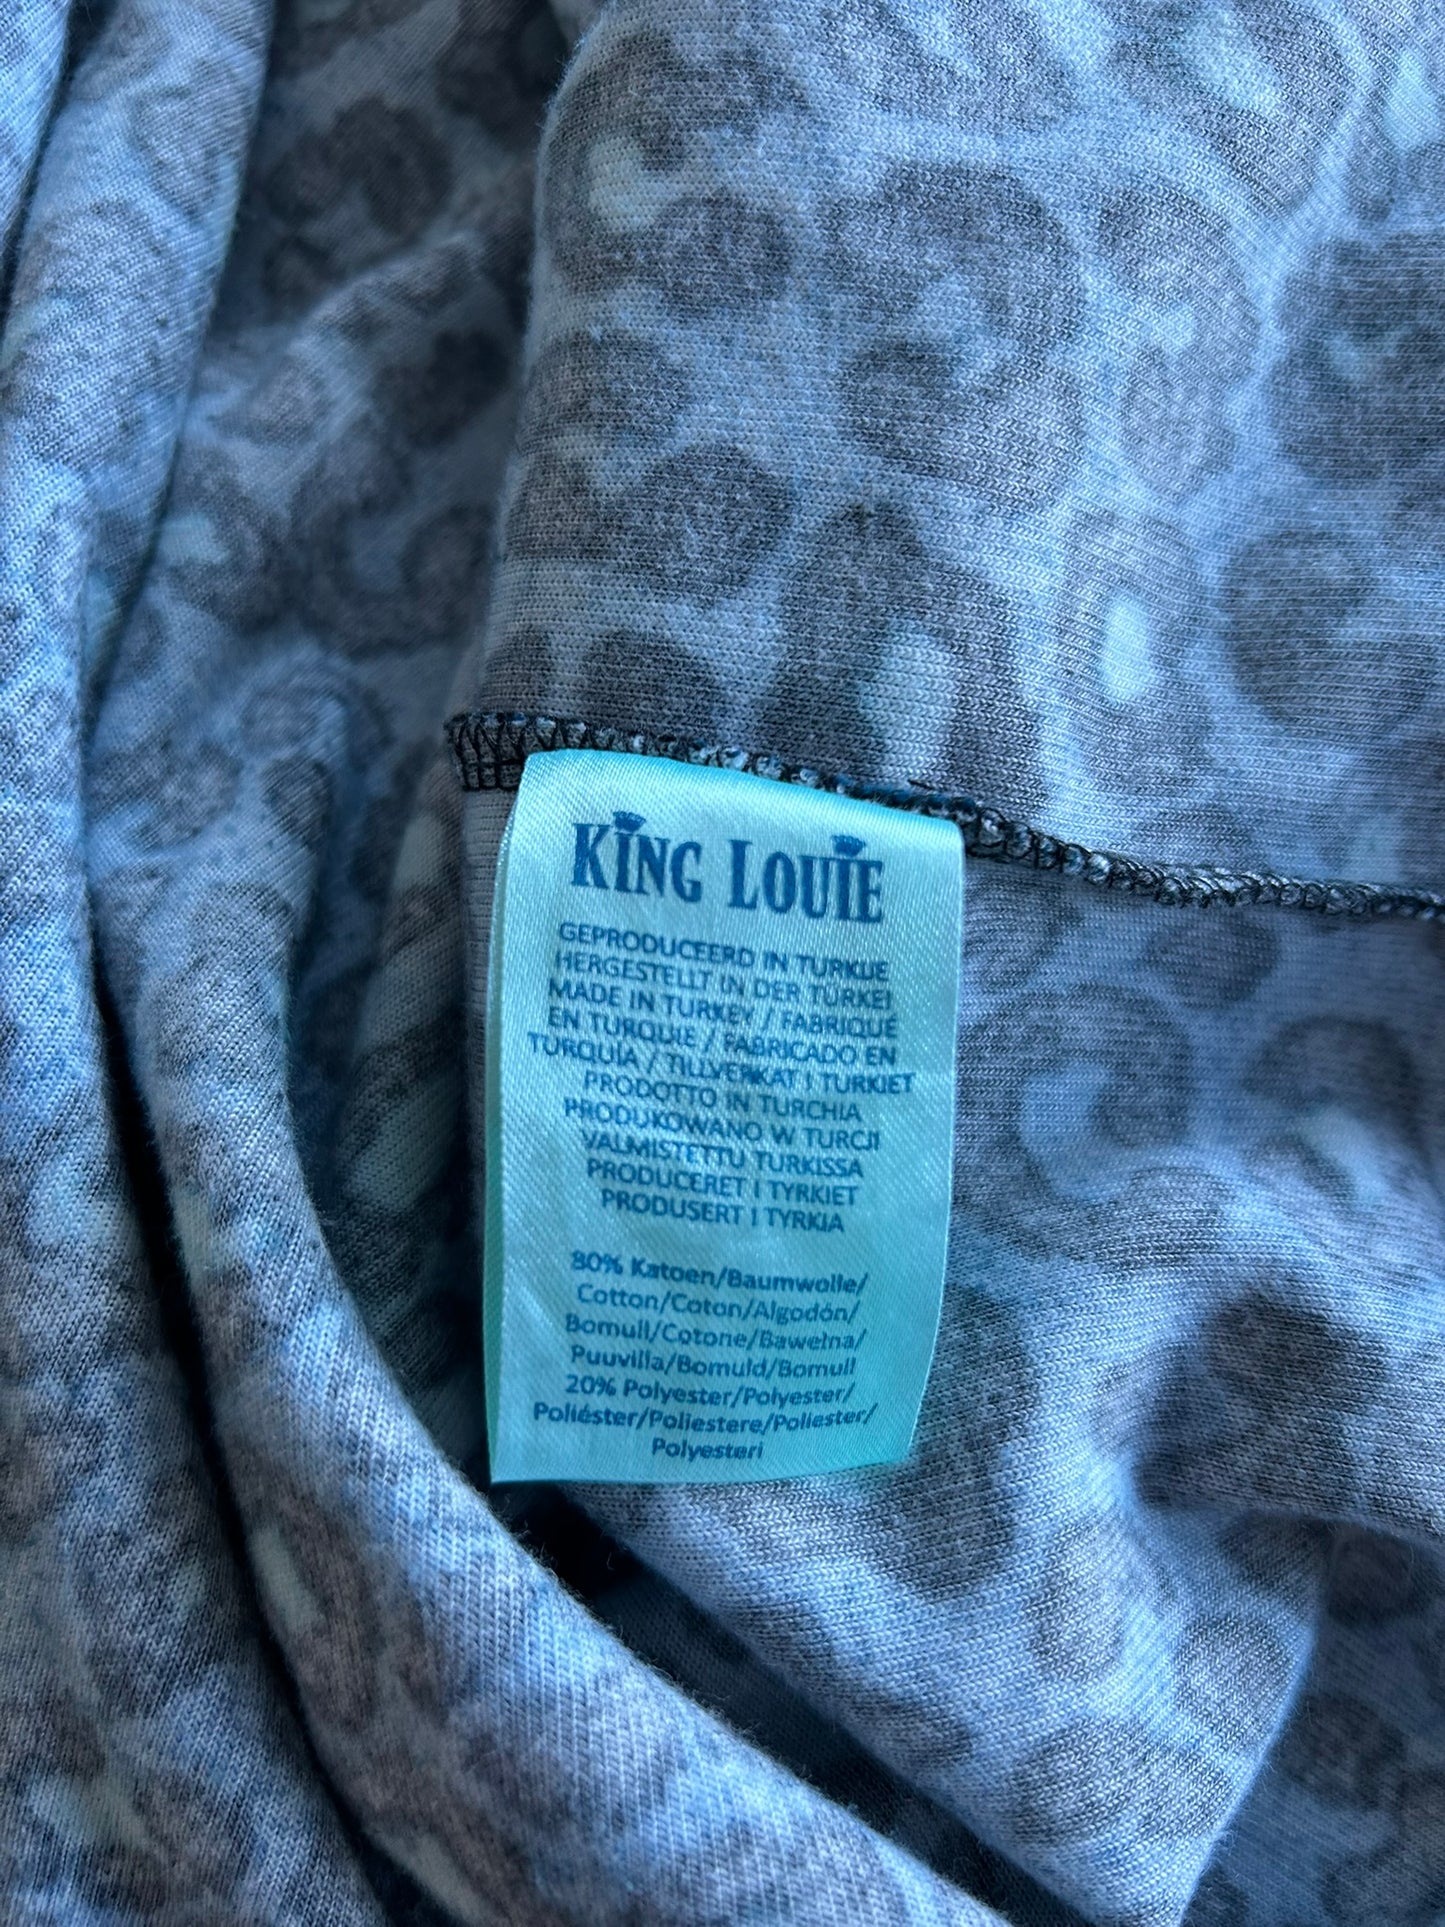 KING LOUIE
GEPRODUCEERD IN TURKIJE
HERGESTELLT IN DER TÜRKEI
MADE IN TURKEY / FABRIQUÉ
EN TURQUIE / FABRICADO EN
TURQUÍA / TILLVERKAT I TURKIET
PRODOTTO IN TURCHIA
PRODUKOWANO W TURCJI
VALMISTETTU TURKISSA
PRODUCERET I TYRKIET
PRODUSERT I TYRKIA
80% Katoen/Baumwolle/
Cotton/Coton/Algodón/
Bomull/Cotone/Bawełna/
Puuvilla/Bomuld/Bomull
20% Polyester/Polyester/
Poliéster/Poliestere/Poliester/
Polyesteri